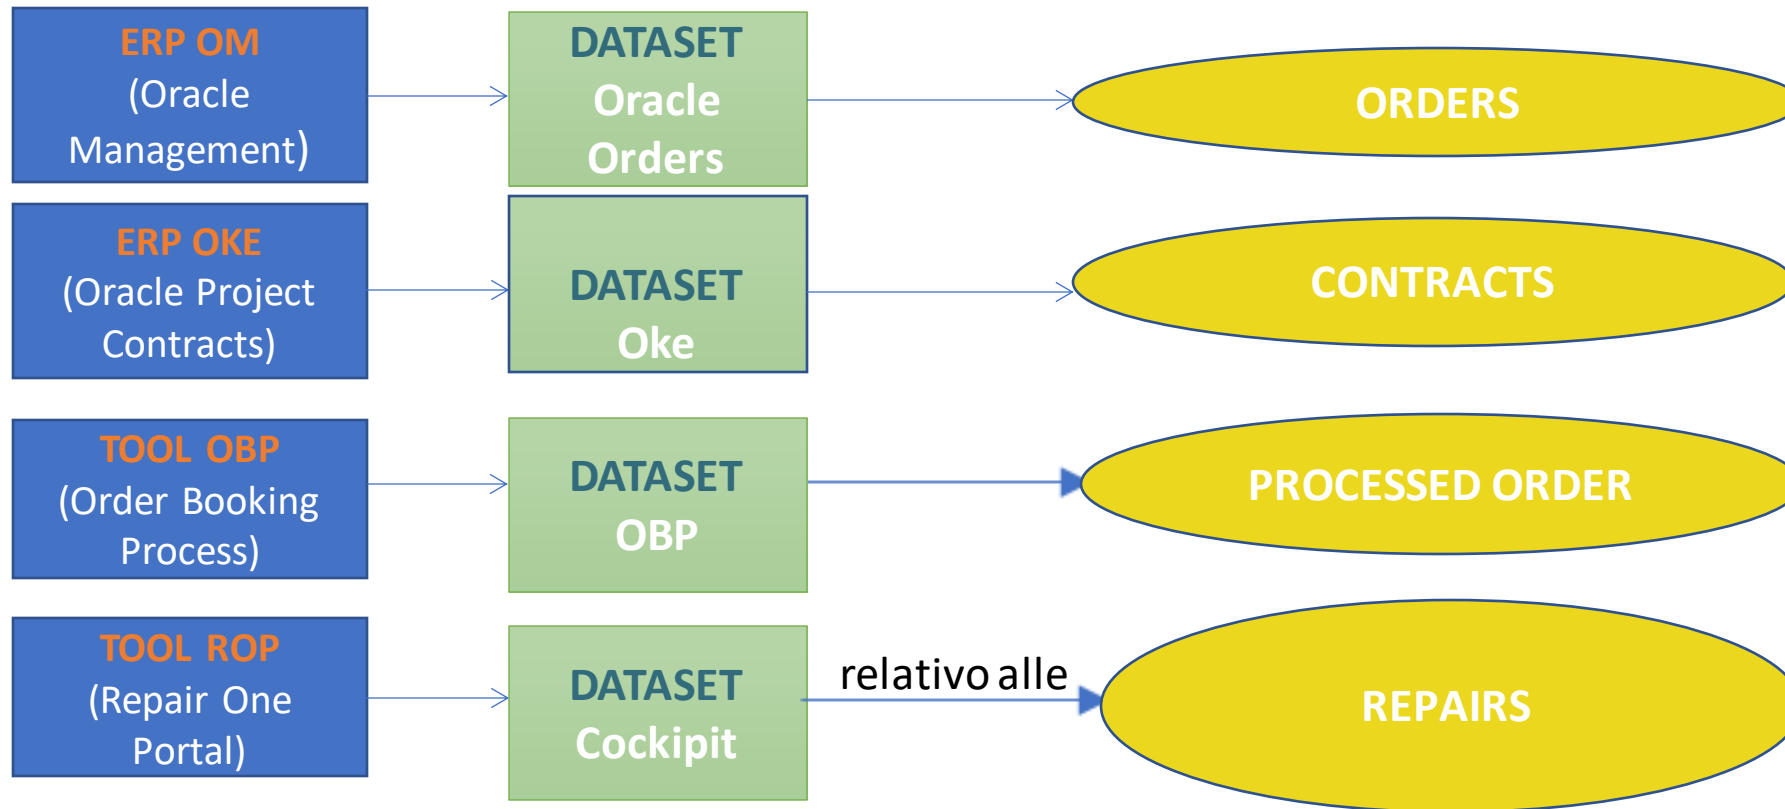 ERP OM
(Oracle
Management)
DATASET
Oracle
Orders
ORDERS
ERP OKE
(Oracle Project
Contracts)
DATASET
Oke
CONTRACTS
TOOL OBP
(Order Booking
Process)
DATASET
OBP
PROCESSED ORDER
TOOL ROP
(Repair One
Portal)
DATASET
Cockipit
relativo alle
REPAIRS